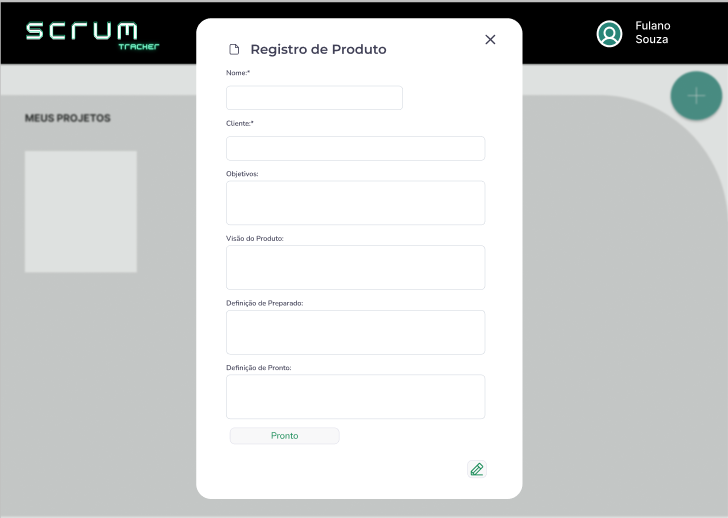 SCRUM
TRACHER
Fulano
Souza
MEUS PROJETOS
Registro de Produto
Nome:*
Cliente:*
Objetivos:
Visão do Produto:
Definição de Preparado:
Definição de Pronto:
Pronto